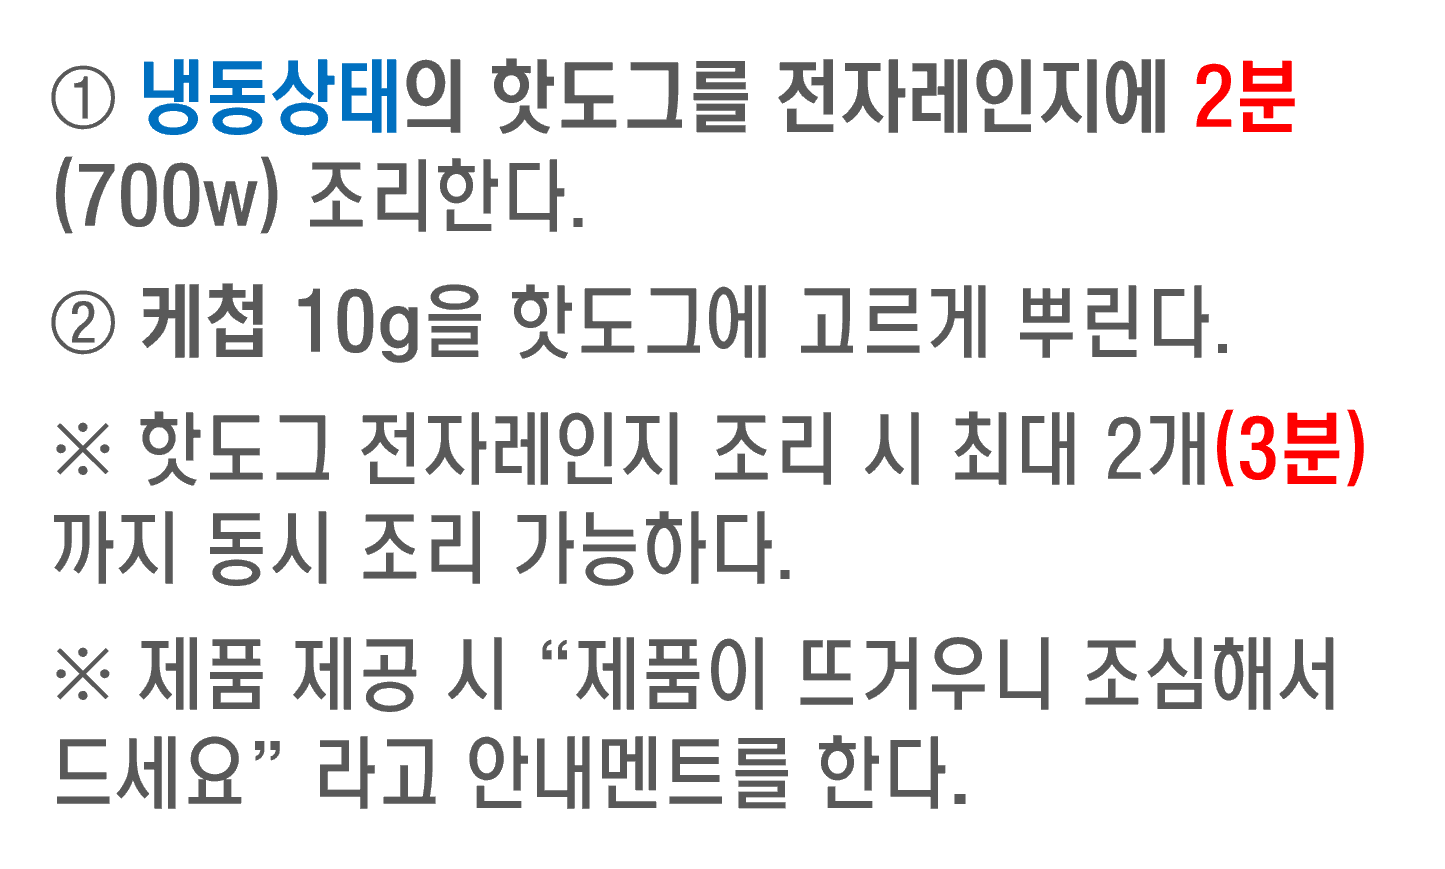 ① 냉동상태의 핫도그를 전자레인지에 2분
(700w) 조리한다.
② 케첩 10g을 핫도그에 고르게 뿌린다.
※ 핫도그 전자레인지 조리 시 최대 2개(3분)
까지 동시 조리 가능하다.
※ 제품 제공 시 “제품이 뜨거우니 조심해서
드세요” 라고 안내멘트를 한다.